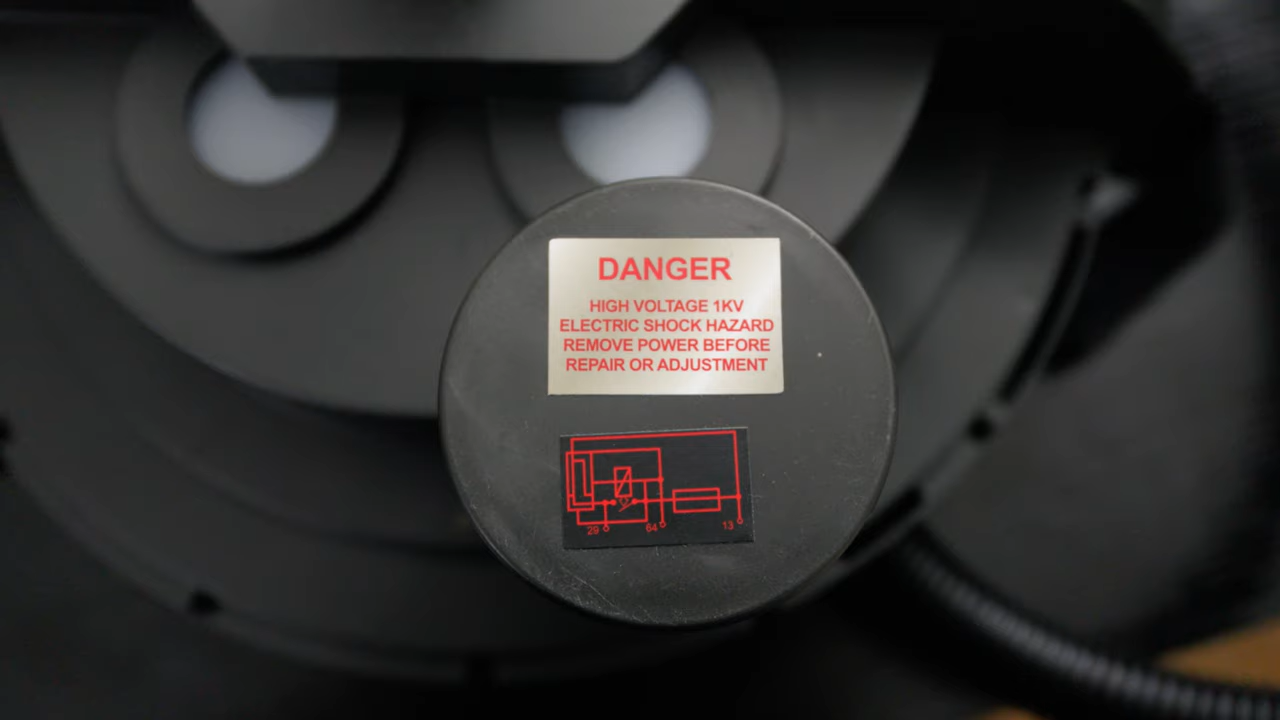 DANGER
HIGH VOLTAGE 1KV
ELECTRIC SHOCK HAZARD
REMOVE POWER BEFORE
REPAIR OR ADJUSTMENT
29 64 13